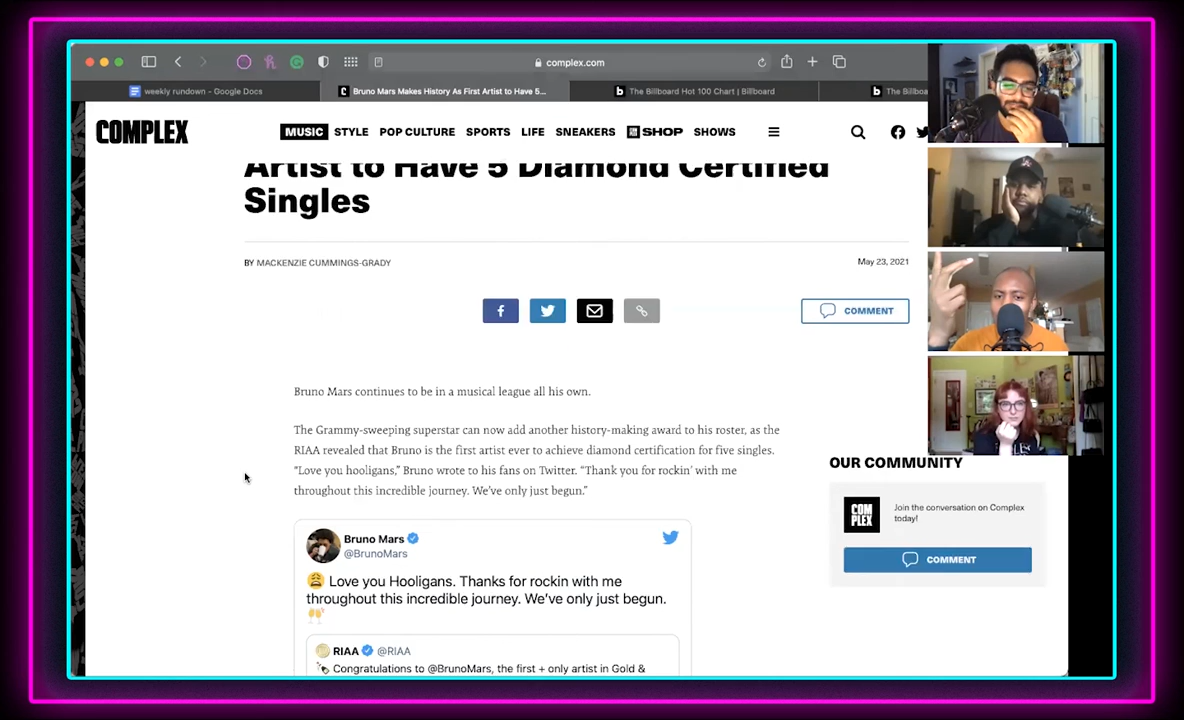 complex.com
weekly rundown - Google Docs
Bruno Mars Makes History As First Artist to Have 5...
The Billboard Hot 100 Chart | Billboard
The Billboa
COMPLEX
MUSIC STYLE POP CULTURE SPORTS LIFE SNEAKERS SHOP SHOWS
Artist to Have 5 Diamond Certified
Singles
BY MACKENZIE CUMMINGS-GRADY
May 23, 2021
COMMENT
Bruno Mars continues to be in a musical league all his own.
The Grammy-sweeping superstar can now add another history-making award to his roster, as the
RIAA revealed that Bruno is the first artist ever to achieve diamond certification for five singles.
“Love you hooligans,” Bruno wrote to his fans on Twitter. “Thank you for rockin’ with me
throughout this incredible journey. We’ve only just begun.”
Bruno Mars
@BrunoMars
Love you Hooligans. Thanks for rockin with me
throughout this incredible journey. We’ve only just begun.
RIAA @RIAA
Congratulations to @BrunoMars, the first + only artist in Gold &
OUR COMMUNITY
COM
PLEX
Join the conversation on Complex
today!
COMMENT